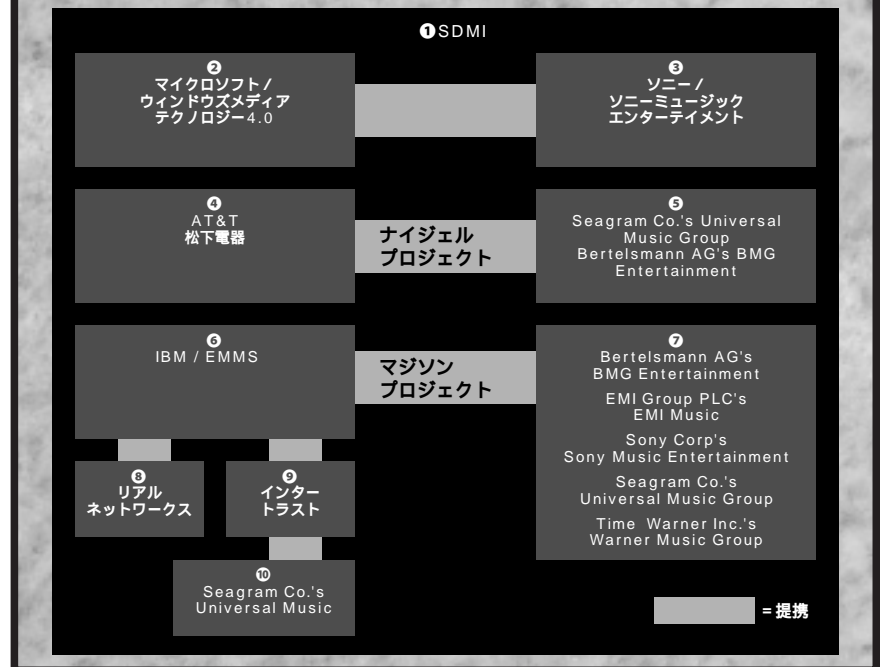 ❶SDMI
❷
マイクロソフト/
ウィンドウズメディア
テクノロジー4.0
❸
ソニー/
ソニーミュージック
エンターテイメント
❹
AT&T
松下電器
ナイジェル
プロジェクト
❺
Seagram Co.'s Universal
Music Group
Bertelsmann AG's BMG
Entertainment
❻
IBM / EMMS
マジソン
プロジェクト
❼
Bertelsmann AG's
BMG Entertainment
EMI Group PLC's
EMI Music
Sony Corp's
Sony Music Entertainment
Seagram Co.'s
Universal Music Group
Time Warner Inc.'s
Warner Music Group
❽
リアル
ネットワークス
❾
インター
トラスト
❿
Seagram Co.'s
Universal Music
=提携